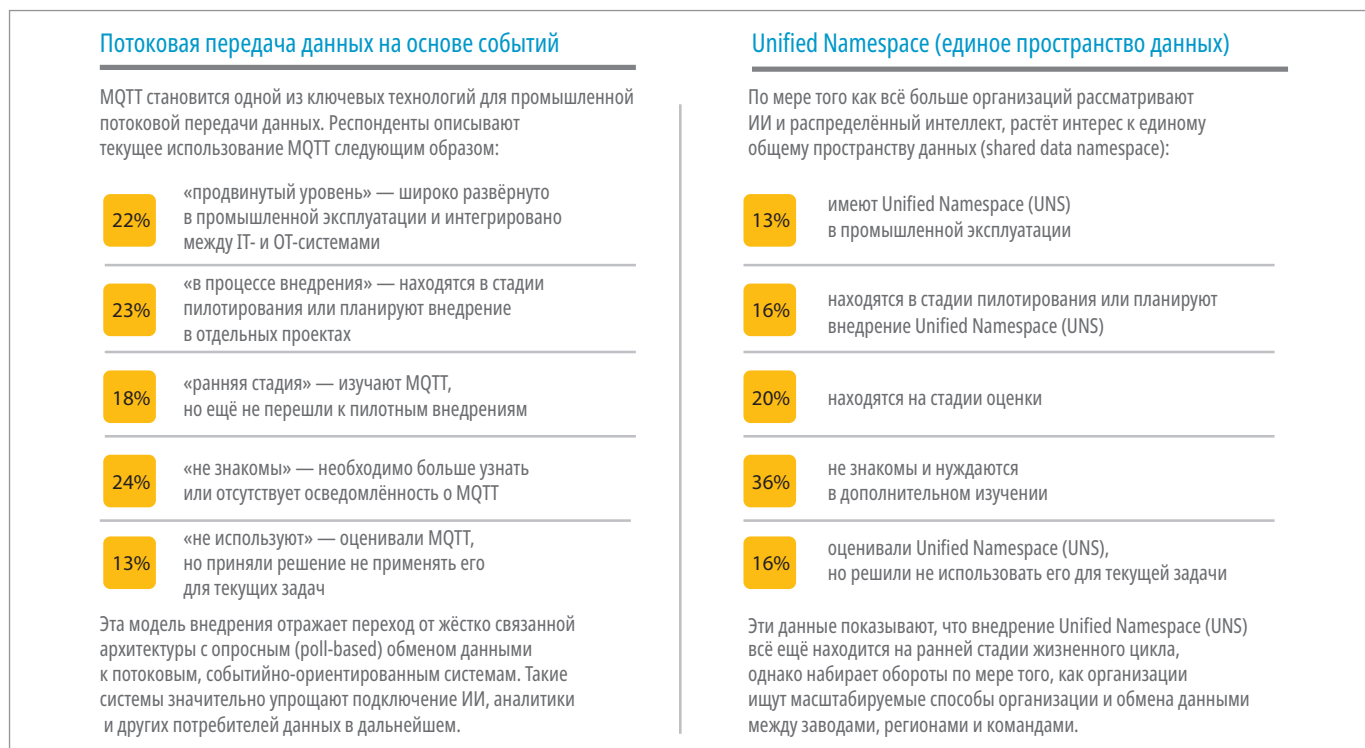 Потоковая передача данных на основе событий
MQTT становится одной из ключевых технологий для промышленной
потоковой передачи данных. Респонденты описывают
текущее использование MQTT следующим образом:
22%
«продвинутый уровень» — широко развёрнуто
в промышленной эксплуатации и интегрировано
между IT- и ОТ-системами
23%
«в процессе внедрения» — находятся в стадии
пилотирования или планируют внедрение
в отдельных проектах
18%
«ранняя стадия» — изучают MQTT,
но ещё не перешли к пилотным внедрениям
24%
«не знакомы» — необходимо больше узнать
или отсутствует осведомлённость о MQTT
13%
«не используют» — оценивали MQTT,
но приняли решение не применять его
для текущих задач
Эта модель внедрения отражает переход от жёстко связанной
архитектуры с опросным (poll-based) обменом данными
к потоковым, событийно-ориентированным системам. Такие
системы значительно упрощают подключение ИИ, аналитики
и других потребителей данных в дальнейшем.
Unified Namespace (единое пространство данных)
По мере того как всё больше организаций рассматривают
ИИ и распределённый интеллект, растёт интерес к единому
общему пространству данных (shared data namespace):
13%
имеют Unified Namespace (UNS)
в промышленной эксплуатации
16%
находятся в стадии пилотирования или планируют
внедрение Unified Namespace (UNS)
20%
находятся на стадии оценки
36%
не знакомы и нуждаются
в дополнительном изучении
16%
оценивали Unified Namespace (UNS),
но решили не использовать его для текущей задачи
Эти данные показывают, что внедрение Unified Namespace (UNS)
всё ещё находится на ранней стадии жизненного цикла,
однако набирает обороты по мере того, как организации
ищут масштабируемые способы организации и обмена данными
между заводами, регионами и командами.